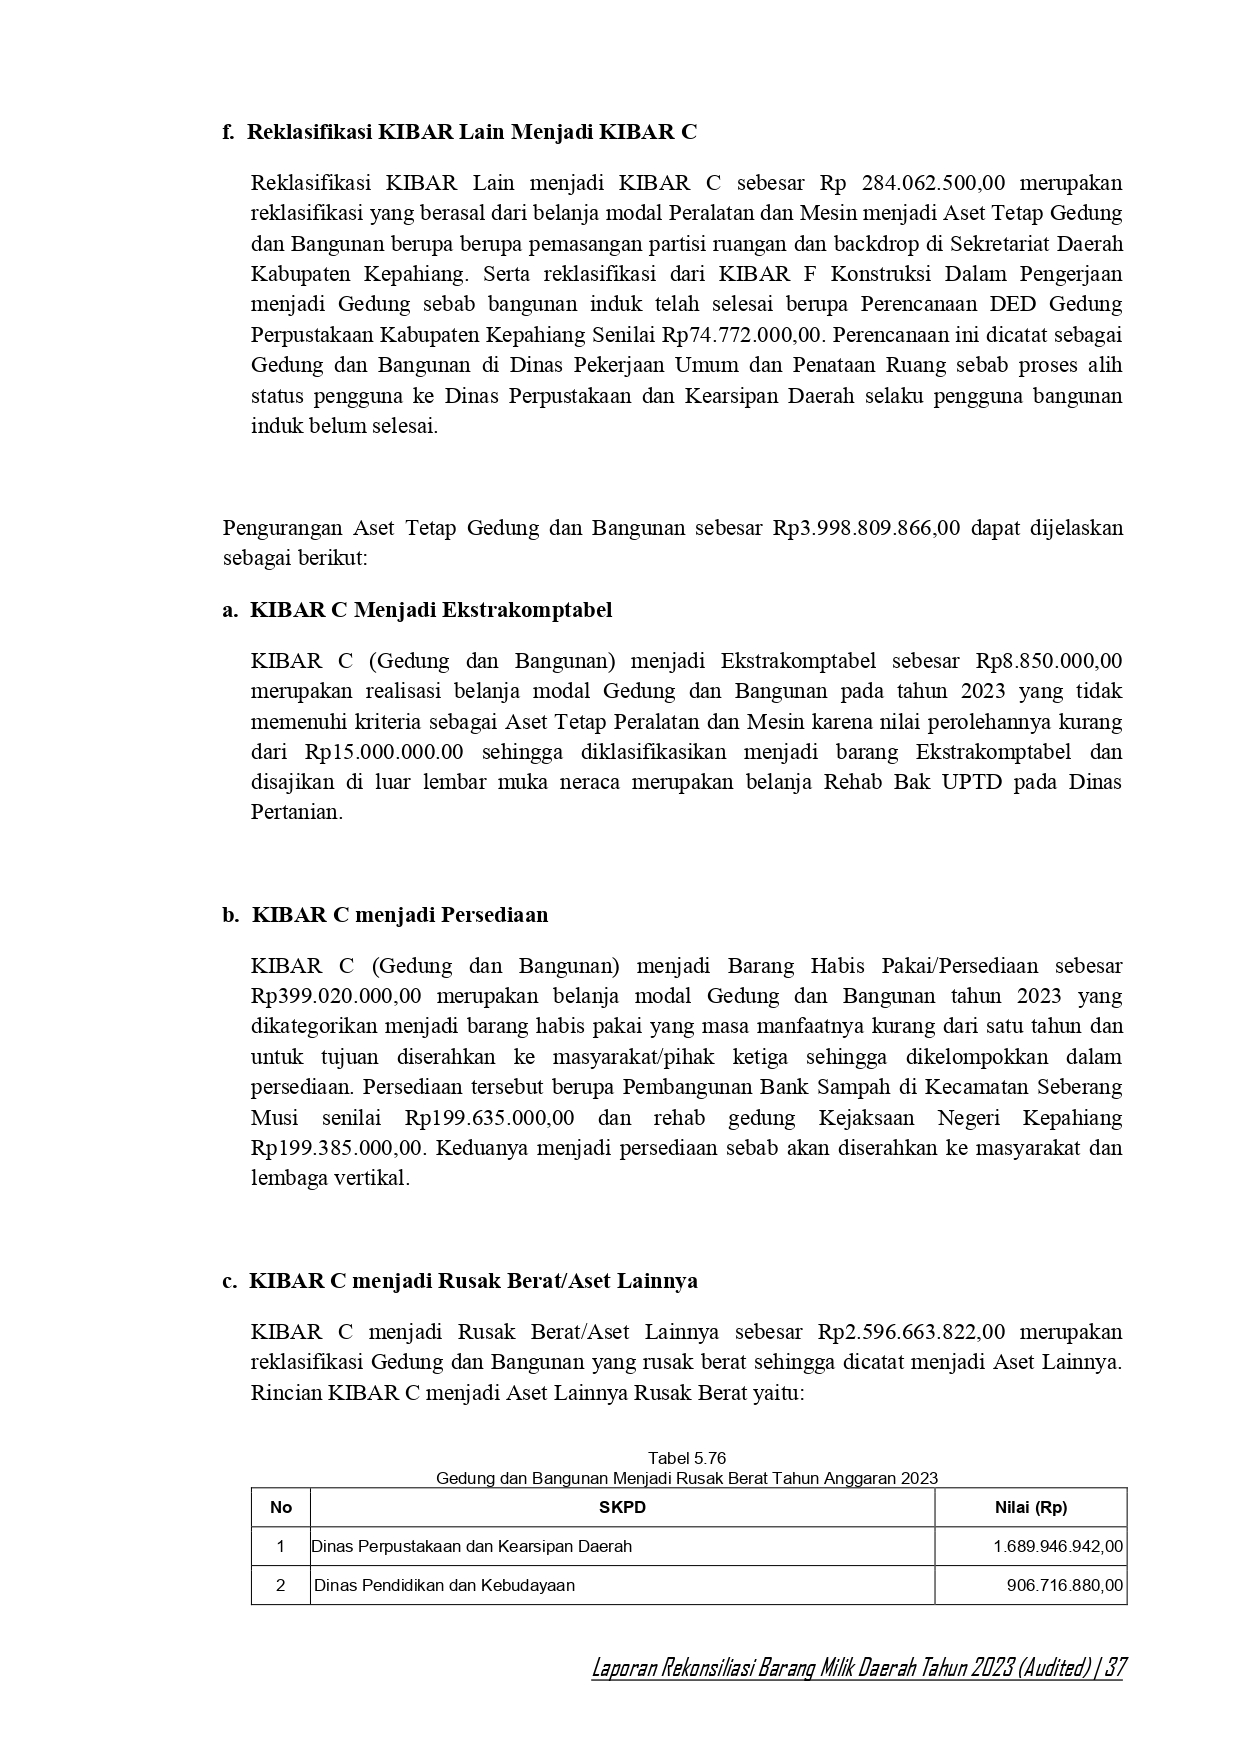 f. Reklasifikasi KIBAR Lain Menjadi KIBAR C
Reklasifikasi KIBAR Lain menjadi KIBAR C sebesar Rp 284.062.500,00 merupakan
reklasifikasi yang berasal dari belanja modal Peralatan dan Mesin menjadi Aset Tetap Gedung
dan Bangunan berupa berupa pemasangan partisi ruangan dan backdrop di Sekretariat Daerah
Kabupaten Kepahiang. Serta reklasifikasi dari KIBAR F Konstruksi Dalam Pengerjaan
menjadi Gedung sebab bangunan induk telah selesai berupa Perencanaan DED Gedung
Perpustakaan Kabupaten Kepahiang Senilai Rp74.772.000,00. Perencanaan ini dicatat sebagai
Gedung dan Bangunan di Dinas Pekerjaan Umum dan Penataan Ruang sebab proses alih
status pengguna ke Dinas Perpustakaan dan Kearsipan Daerah selaku pengguna bangunan
induk belum selesai.
Pengurangan Aset Tetap Gedung dan Bangunan sebesar Rp3.998.809.866,00 dapat dijelaskan
sebagai berikut:
a. KIBAR C Menjadi Ekstrakomptabel
KIBAR C (Gedung dan Bangunan) menjadi Ekstrakomptabel sebesar Rp8.850.000,00
merupakan realisasi belanja modal Gedung dan Bangunan pada tahun 2023 yang tidak
memenuhi kriteria sebagai Aset Tetap Peralatan dan Mesin karena nilai perolehannya kurang
dari Rp15.000.000.00 sehingga diklasifikasikan menjadi barang Ekstrakomptabel dan
disajikan di luar lembar muka neraca merupakan belanja Rehab Bak UPTD pada Dinas
Pertanian.
b. KIBAR C menjadi Persediaan
KIBAR C (Gedung dan Bangunan) menjadi Barang Habis Pakai/Persediaan sebesar
Rp399.020.000,00 merupakan belanja modal Gedung dan Bangunan tahun 2023 yang
dikategorikan menjadi barang habis pakai yang masa manfaatnya kurang dari satu tahun dan
untuk tujuan diserahkan ke masyarakat/pihak ketiga sehingga dikelompokkan dalam
persediaan. Persediaan tersebut berupa Pembangunan Bank Sampah di Kecamatan Seberang
Musi senilai Rp199.635.000,00 dan rehab gedung Kejaksaan Negeri Kepahiang
Rp199.385.000,00. Keduanya menjadi persediaan sebab akan diserahkan ke masyarakat dan
lembaga vertikal.
c. KIBAR C menjadi Rusak Berat/Aset Lainnya
KIBAR C menjadi Rusak Berat/Aset Lainnya sebesar Rp2.596.663.822,00 merupakan
reklasifikasi Gedung dan Bangunan yang rusak berat sehingga dicatat menjadi Aset Lainnya.
Rincian KIBAR C menjadi Aset Lainnya Rusak Berat yaitu:
Tabel 5.76
Gedung dan Bangunan Menjadi Rusak Berat Tahun Anggaran 2023
No SKPD Nilai (Rp)
1 Dinas Perpustakaan dan Kearsipan Daerah 1.689.946.942,00
2 Dinas Pendidikan dan Kebudayaan 906.716.880,00
Laporan Rekonsiliasi Barang Milik Daerah Tahun 2023 (Audited) | 37